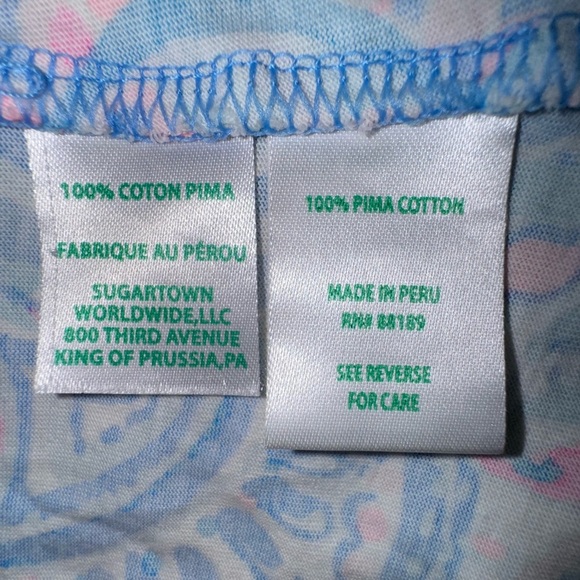 100% COTON PIMA
FABRIQUE AU PÉROU
SUGARTOWN
WORLDWIDE,LLC
800 THIRD AVENUE
KING OF PRUSSIA,PA
100% PIMA COTTON
MADE IN PERU
RN# 88189
SEE REVERSE
FOR CARE